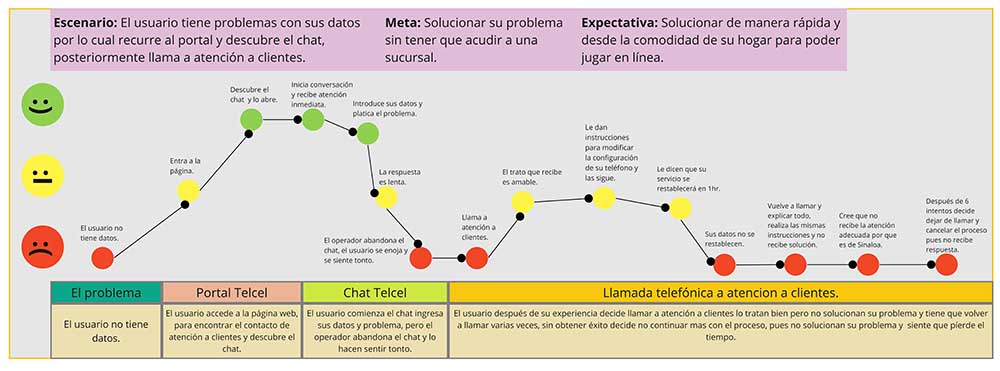 Escenario: El usuario tiene problemas con sus datos
por lo cual recurre al portal y descubre el chat,
posteriormente llama a atención a clientes.
Meta: Solucionar su problema
sin tener que acudir a una
sucursal.
Expectativa: Solucionar de manera rápida y
desde la comodidad de su hogar para poder
jugar en línea.
El usuario no
tiene datos.
Entra a la
página.
Descubre el
chat y lo abre.
Inicia conversación
y recibe atención
inmediata.
Introduce sus datos y
platica el problema.
La respuesta
es lenta.
El operador abandona el
chat, el usuario se enoja y
se siente tonto.
Llama a
atención a
clientes.
El trato que recibe
es amable.
Le dan
instrucciones
para modificar
la configuración
de su teléfono y
las sigue.
Le dicen que su
servicio se
restablecerá en 1hr.
Sus datos no se
restablecen.
Vuelve a llamar y
explicar todo,
realiza las mismas
instrucciones y no
recibe solución.
Cree que no
recibe la atención
adecuada por que
es de Sinaloa.
Después de 6
intentos decide
dejar de llamar y
cancelar el proceso
pues no recibe
respuesta.
El problema
Portal Telcel
Chat Telcel
Llamada telefónica a atencion a clientes.
El usuario no tiene
datos.
El usuario accede a la página web,
para encontrar el contacto de
atención a clientes y descubre el
chat.
El usuario comienza el chat ingresa
sus datos y problema, pero el
operador abandona el chat y lo
hacen sentir tonto.
El usuario después de su experiencia decide llamar a atención a clientes lo tratan bien pero no solucionan su problema y tiene que volver
a llamar varias veces, sin obtener éxito decide no continuar mas con el proceso, pues no solucionan su problema y siente que pierde el
tiempo.